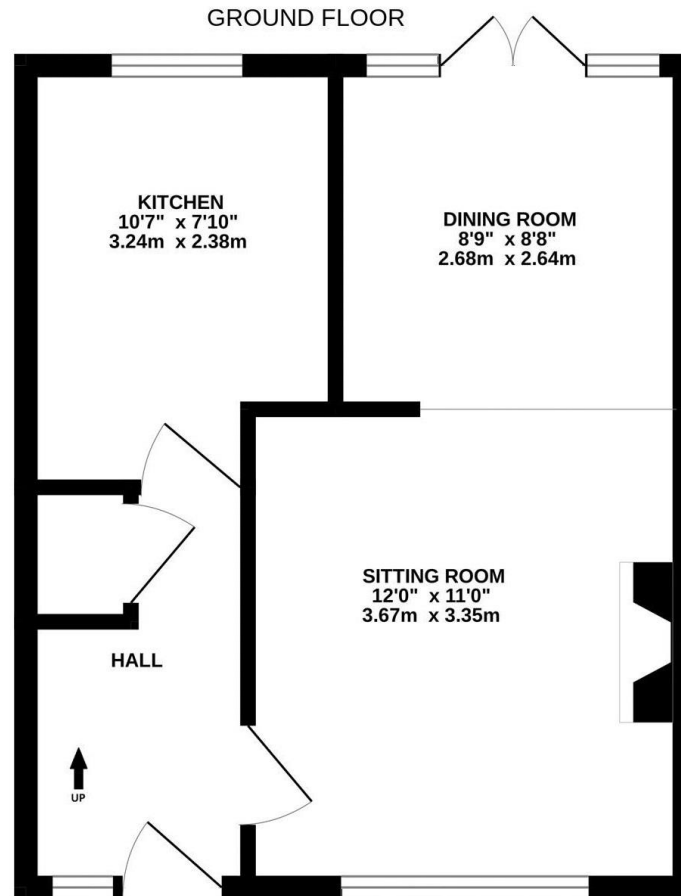 GROUND FLOOR
KITCHEN
10'7" x 7'10"
3.24m x 2.38m
DINING ROOM
8'9" x 8'8"
2.68m x 2.64m
SITTING ROOM
12'0" x 11'0"
3.67m x 3.35m
HALL
UP